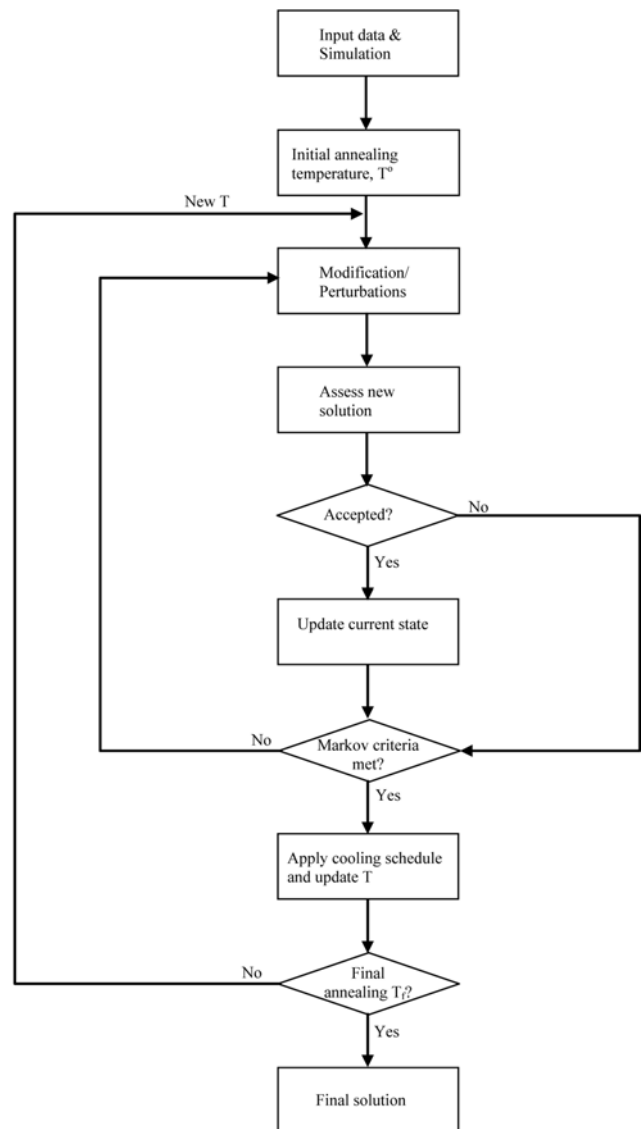 Input data &
Simulation
Initial annealing
temperature, T°
New T
Modification/
Perturbations
Assess new
solution
Accepted?
No
Yes
Update current state
No
Markov criteria
met?
Yes
Apply cooling schedule
and update T
No
Final
annealing Tf?
Yes
Final solution